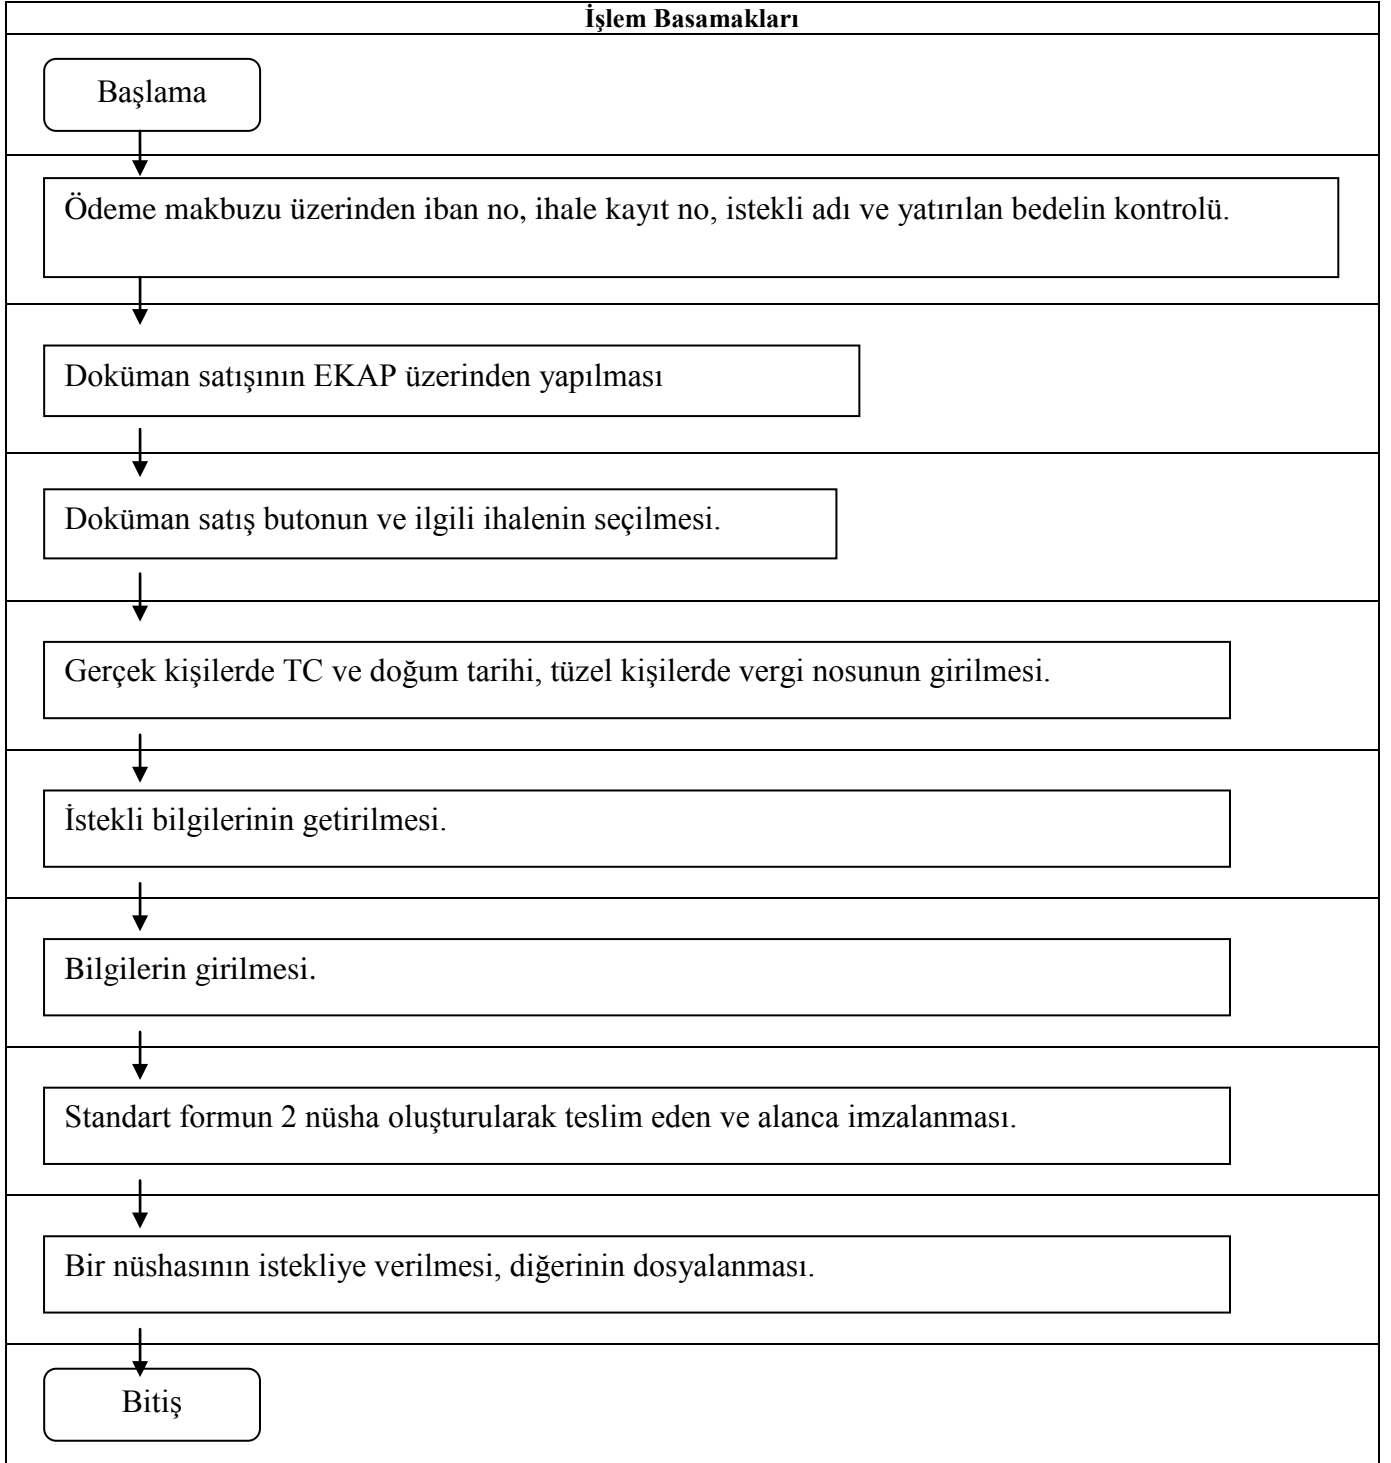 İşlem Basamakları
Başlama
Ödeme makbuzu üzerinden iban no, ihale kayıt no, istekli adı ve yatırılan bedelin kontrolü.
Doküman satışının EKAP üzerinden yapılması
Doküman satış butonun ve ilgili ihalenin seçilmesi.
Gerçek kişilerde TC ve doğum tarihi, tüzel kişilerde vergi nosunun girilmesi.
İstekli bilgilerinin getirilmesi.
Bilgilerin girilmesi.
Standart formun 2 nüsha oluşturularak teslim eden ve alanca imzalanması.
Bir nüshasının istekliye verilmesi, diğerinin dosyalanması.
Bitiş